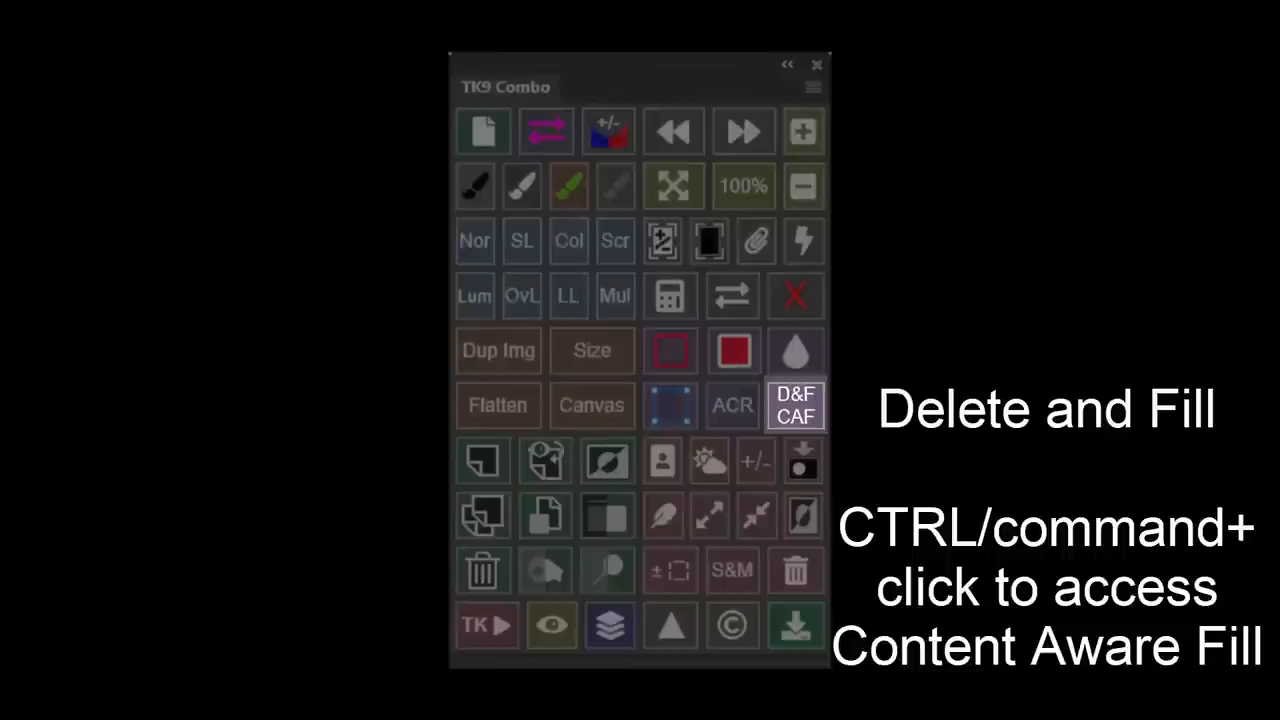 TK9 Combo
+/-
100%
Nor SL Col Scr
Lum OvL LL Mul
Dup Img Size
Flatten Canvas ACR D&F
CAF
+/-
S&M
TK
©
Delete and Fill
CTRL/command+
click to access
Content Aware Fill